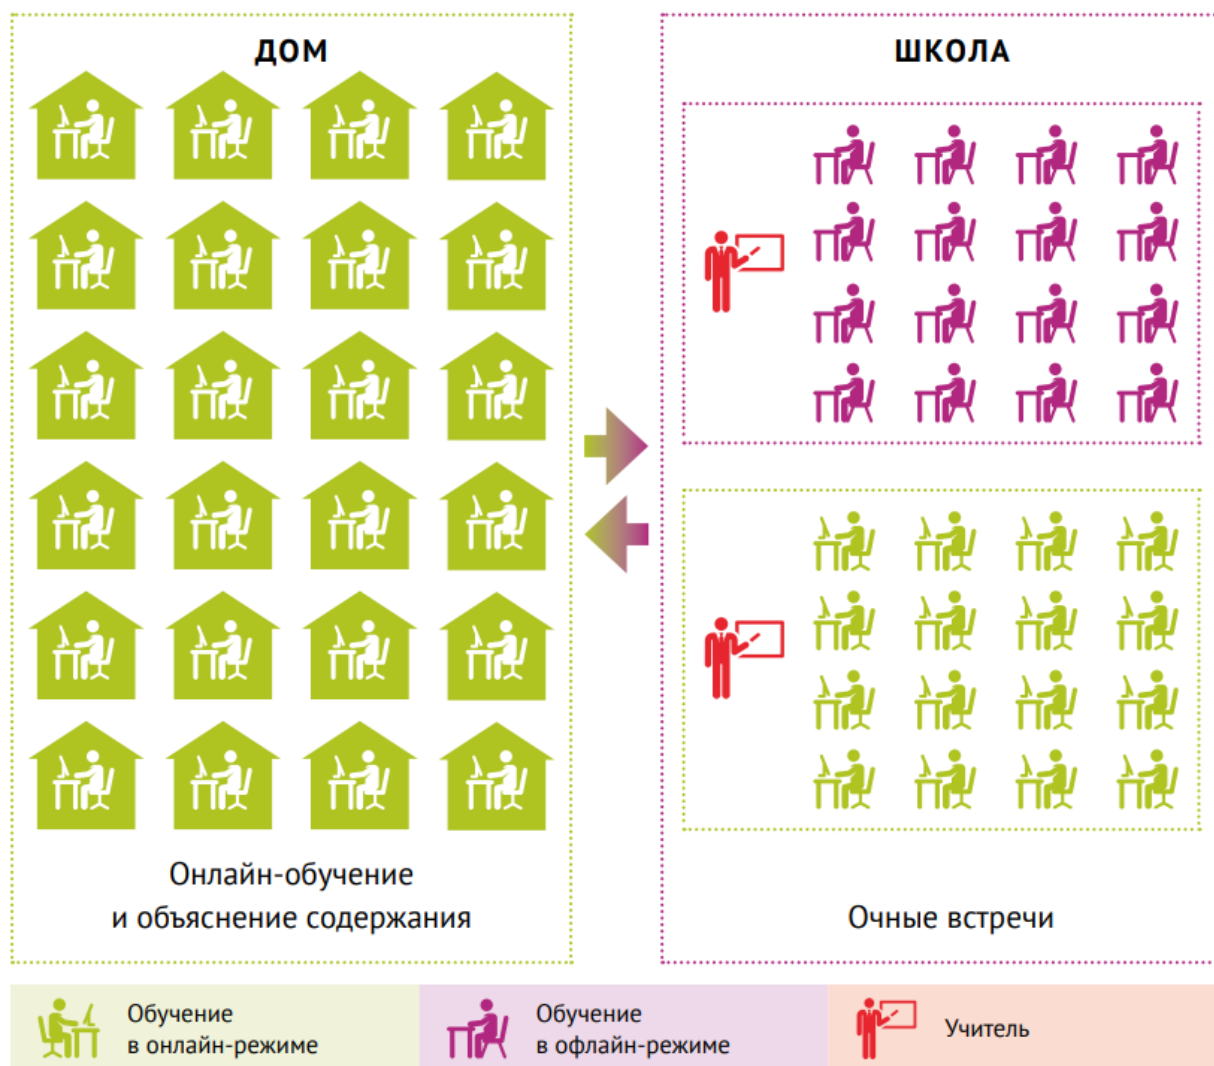 ДОМ
Онлайн-обучение
и объяснение содержания
ШКОЛА
Очные встречи
Обучение
в онлайн-режиме
Обучение
в офлайн-режиме
Учитель